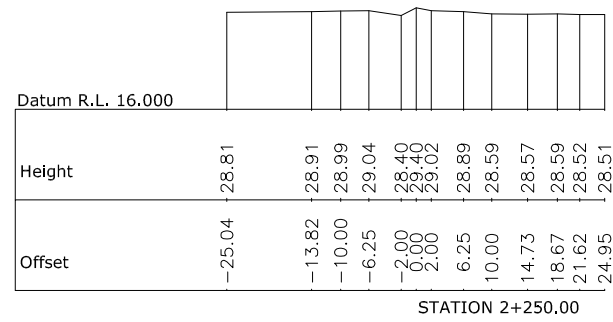 Datum R.L. 16.000
Height 28.81 28.91 28.99 29.04 28.40 29.40 29.02 28.89 28.59 28.57 28.59 28.52 28.51
Offset -25.04 -13.82 -10.00 -6.25 -2.00 0.00 2.00 6.25 10.00 14.73 18.67 21.62 24.95
STATION 2+250.00